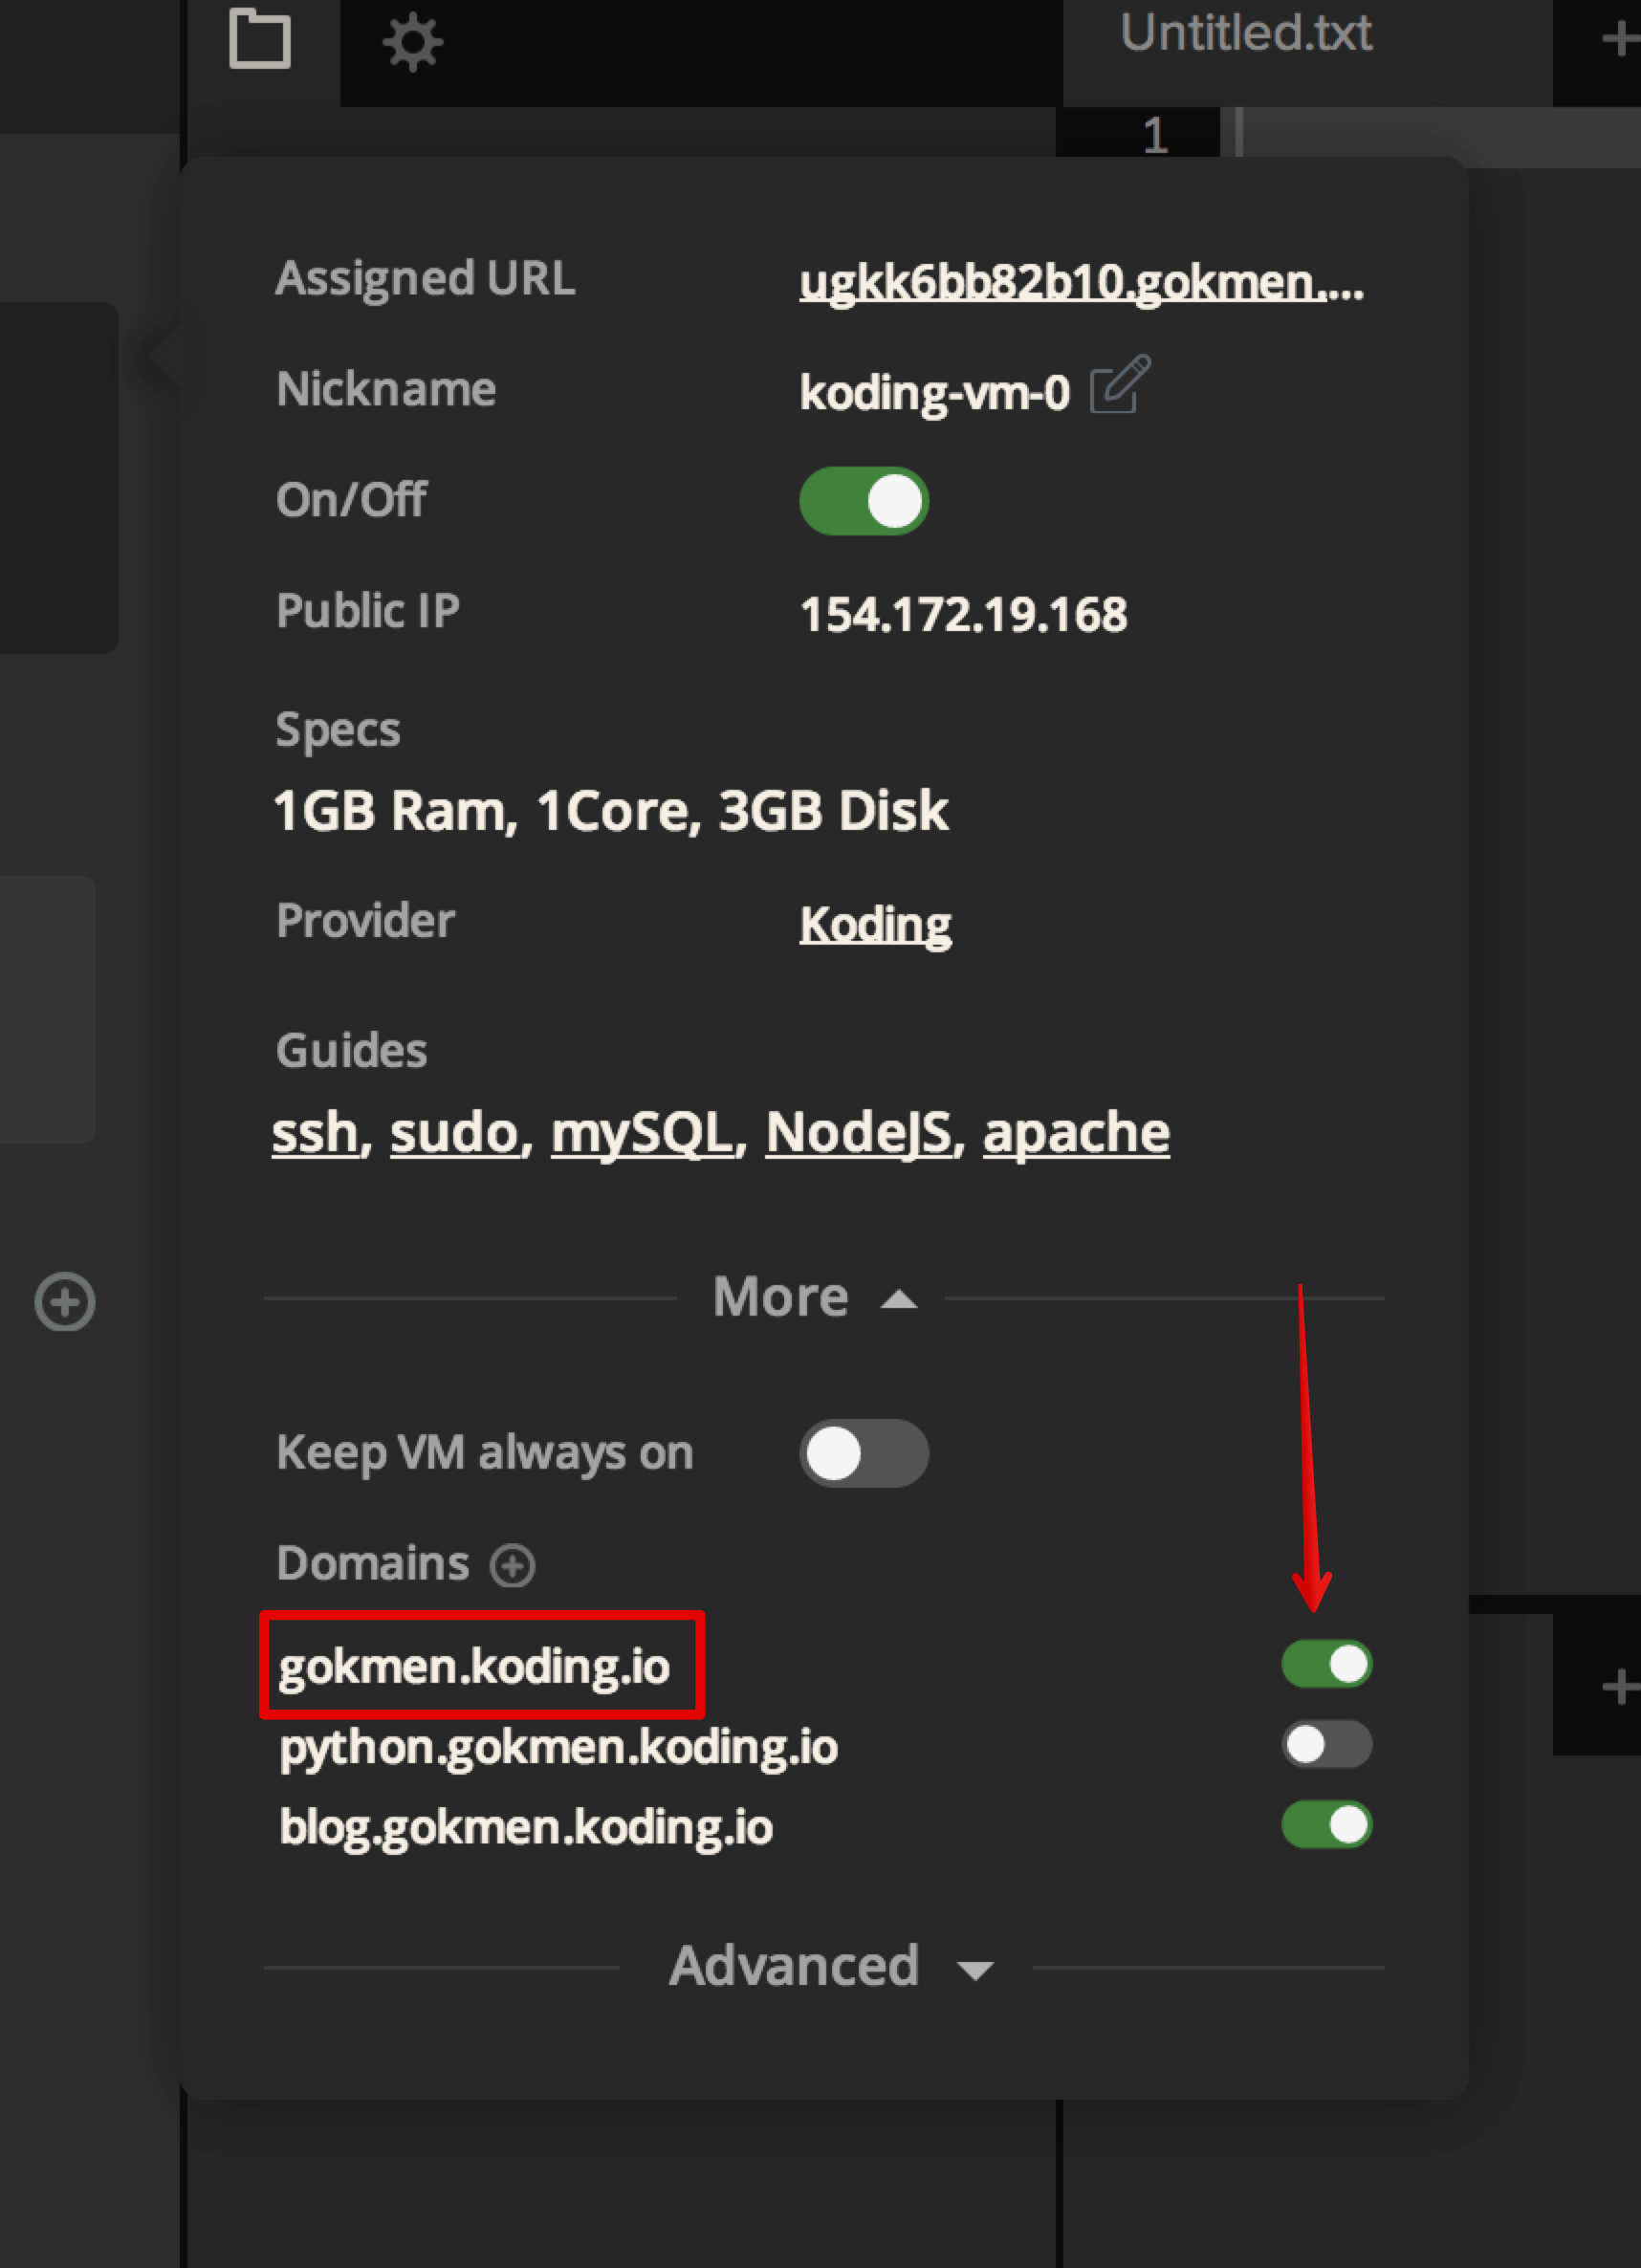 Untitled.txt
1
Assigned URL ugkk6bb82b10.gokmen....
Nickname koding-vm-0
On/Off
Public IP 154.172.19.168
Specs
1GB Ram, 1Core, 3GB Disk
Provider Koding
Guides
ssh, sudo, mySQL, NodeJS, apache
More
Keep VM always on
Domains
gokmen.koding.io
python.gokmen.koding.io
blog.gokmen.koding.io
Advanced